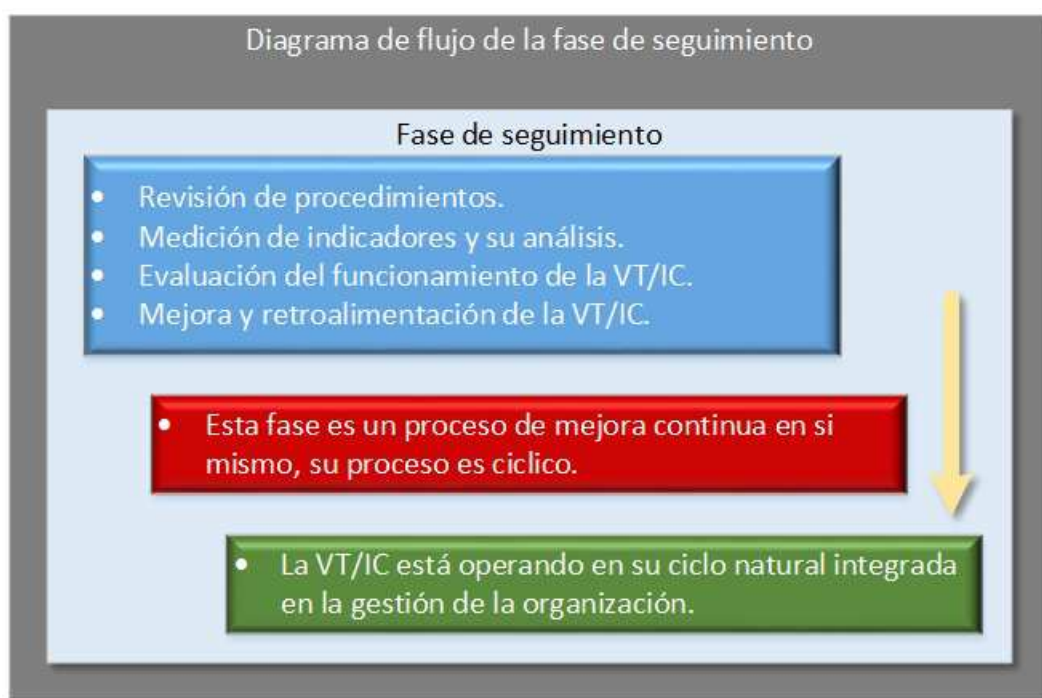 Diagrama de flujo de la fase de seguimiento
Fase de seguimiento
• Revisión de procedimientos.
• Medición de indicadores y su análisis.
• Evaluación del funcionamiento de la VT/IC.
• Mejora y retroalimentación de la VT/IC.
• Esta fase es un proceso de mejora continua en si
mismo, su proceso es ciclico.
• La VT/IC está operando en su ciclo natural integrada
en la gestión de la organización.